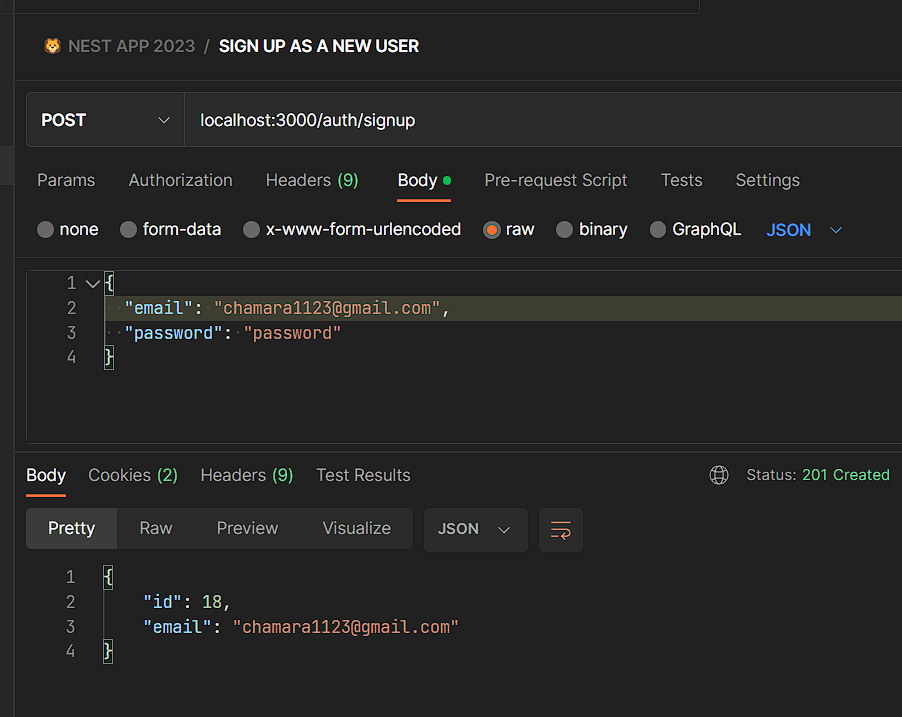 NEST APP 2023 / SIGN UP AS A NEW USER
POST localhost:3000/auth/signup
Params Authorization Headers (9) Body Pre-request Script Tests Settings
none form-data x-www-form-urlencoded raw binary GraphQL JSON
1 {
2 "email": "chamara1123@gmail.com",
3 "password": "password"
4 }
Body Cookies (2) Headers (9) Test Results Status: 201 Created
Pretty Raw Preview Visualize JSON
1 {
2 "id": 18,
3 "email": "chamara1123@gmail.com"
4 }